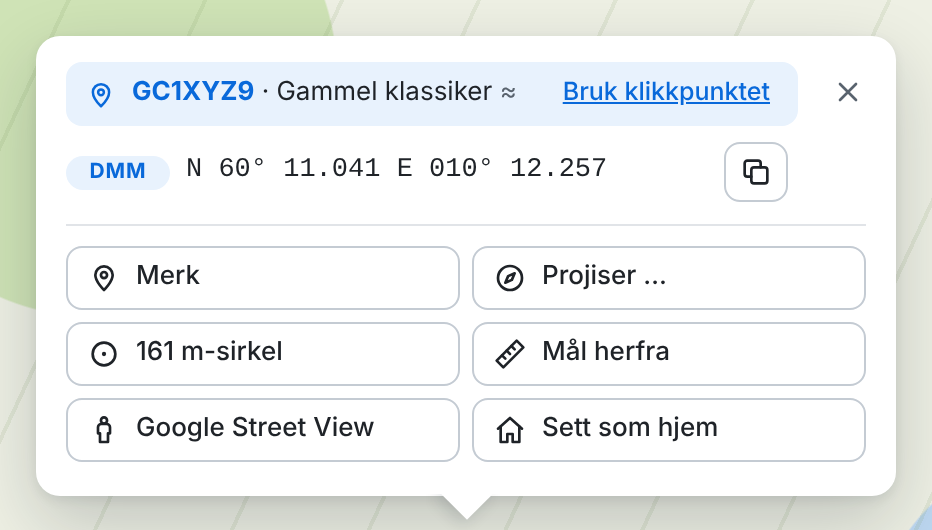 GC1XYZ9 · Gammel klassiker ≈ Bruk klikkpunktet
DMM N 60° 11.041 E 010° 12.257
Merk
Projiser ...
161 m-sirkel
Mål herfra
Google Street View
Sett som hjem